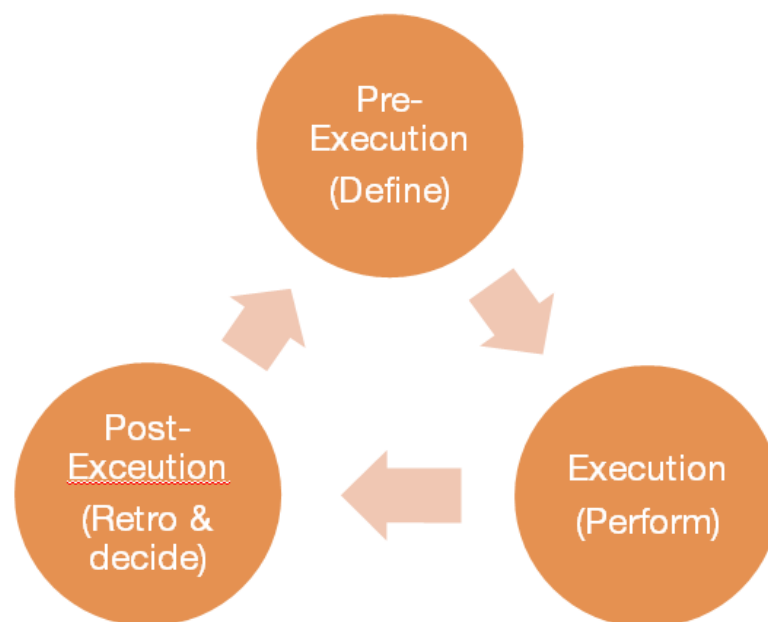 Pre-
Execution
(Define)
Execution
(Perform)
Post-
Exceution
(Retro &
decide)